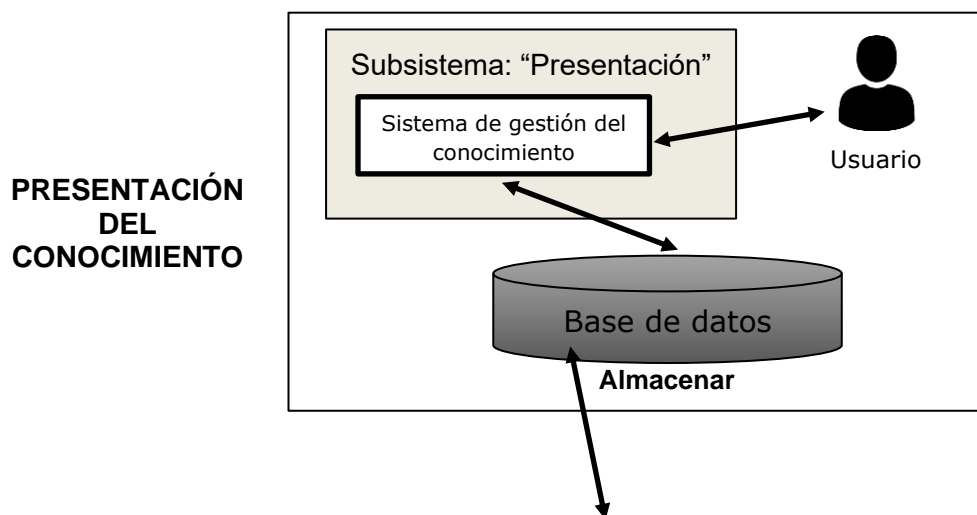 Subsistema: “Presentación”
Sistema de gestión del
conocimiento
Usuario
PRESENTACIÓN
DEL
CONOCIMIENTO
Base de datos
Almacenar